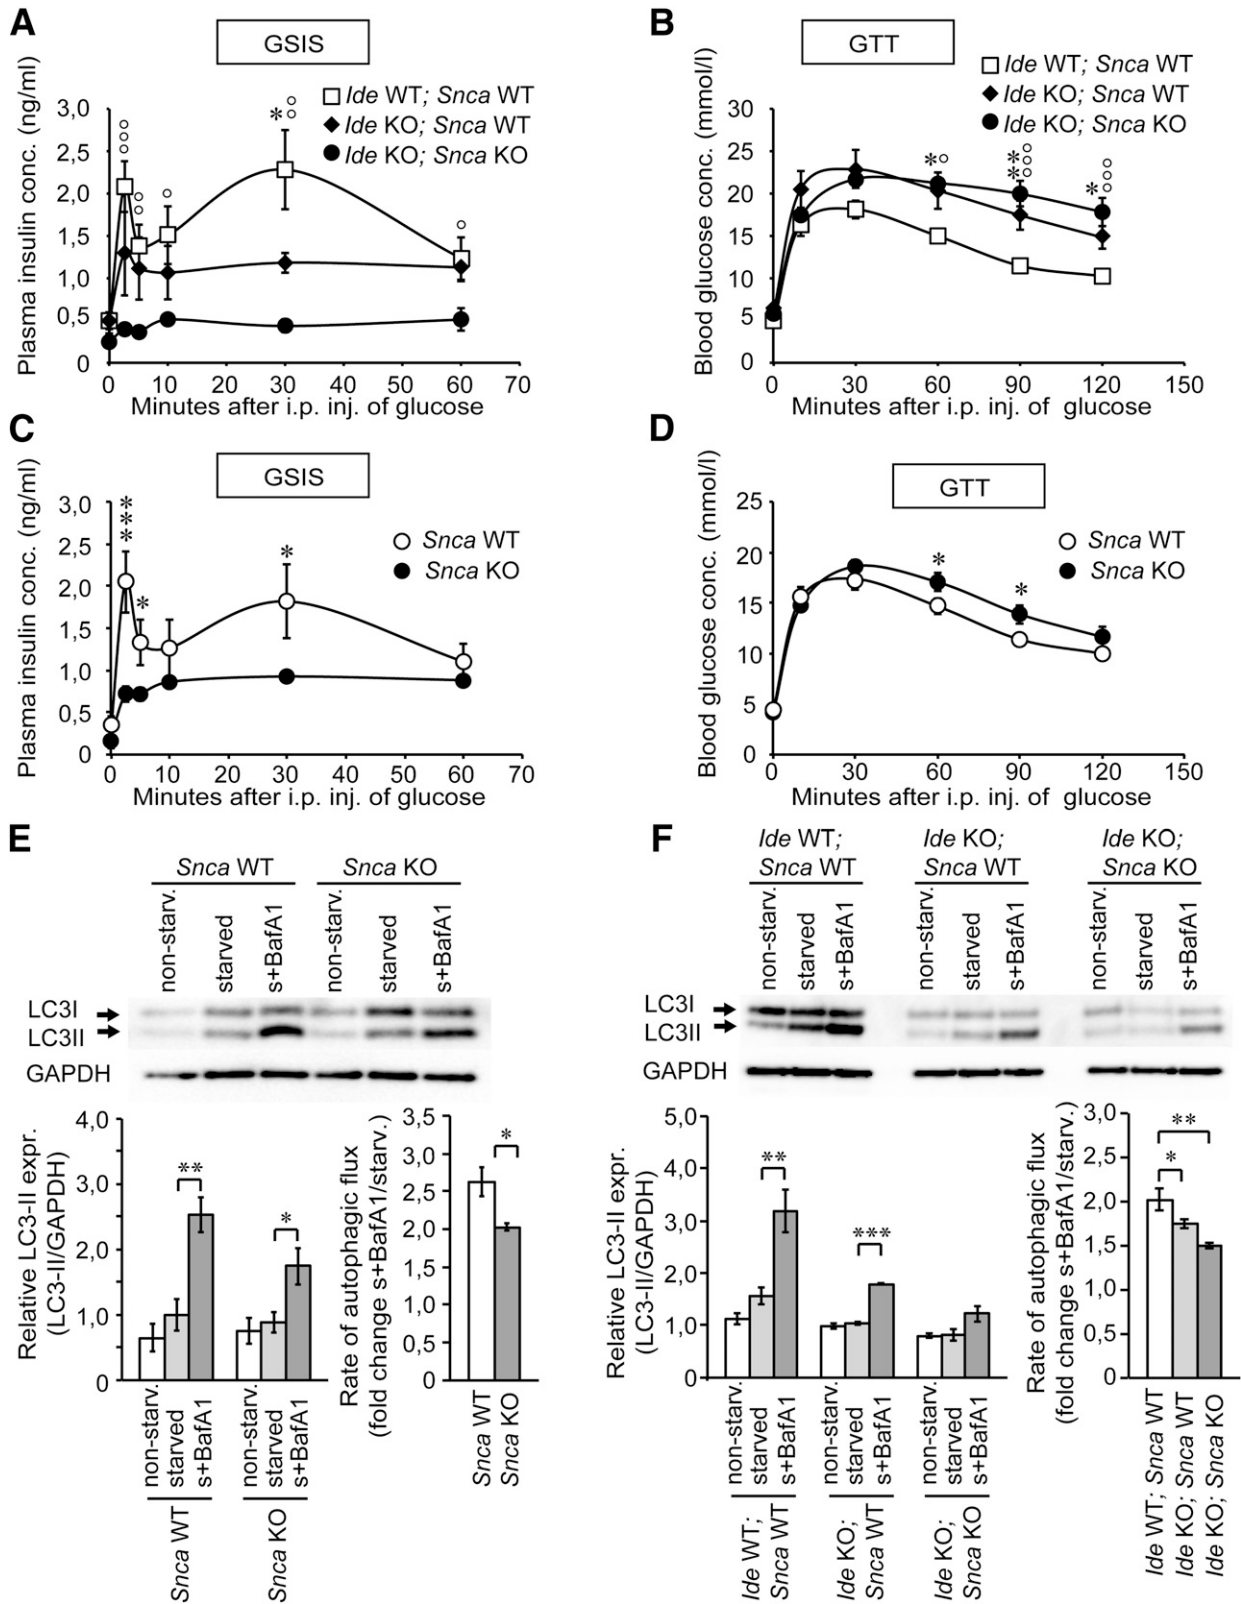 A
GSIS
Ide WT; Snca WT
Ide KO; Snca WT
Ide KO; Snca KO
Plasma insulin conc. (ng/ml)
3,0
2,5
2,0
1,5
1,0
0,5
0
0 10 20 30 40 50 60 70
Minutes after i.p. inj. of glucose
B
GTT
Ide WT; Snca WT
Ide KO; Snca WT
Ide KO; Snca KO
Blood glucose conc. (mmol/l)
30
25
20
15
10
5
0
0 30 60 90 120 150
Minutes after i.p. inj. of glucose
C
GSIS
Snca WT
Snca KO
Plasma insulin conc. (ng/ml)
3,0
2,5
2,0
1,5
1,0
0,5
0
0 10 20 30 40 50 60 70
Minutes after i.p. inj. of glucose
D
GTT
Snca WT
Snca KO
Blood glucose conc. (mmol/l)
25
20
15
10
5
0
0 30 60 90 120 150
Minutes after i.p. inj. of glucose
E
Snca WT Snca KO
non-starv. starved s+BafA1 non-starv. starved s+BafA1
LC3I
LC3II
GAPDH
Relative LC3-II expr.
(LC3-II/GAPDH)
4,0
3,0
2,0
1,0
0
** *
non-starv. starved s+BafA1 non-starv. starved s+BafA1
Snca WT Snca KO
Rate of autophagic flux
(fold change s+BafA1/starv.)
3,5
3,0
2,5
2,0
1,5
1,0
0,5
0
*
Snca WT
Snca KO
F
Ide WT; Ide KO; Ide KO;
Snca WT Snca WT Snca KO
non-starv. starved s+BafA1 non-starv. starved s+BafA1 non-starv. starved s+BafA1
LC3I
LC3II
GAPDH
Relative LC3-II expr.
(LC3-II/GAPDH)
5,0
4,0
3,0
2,0
1,0
0
** ***
non-starv. starved s+BafA1 non-starv. starved s+BafA1 non-starv. starved s+BafA1
Ide WT;
Snca WT
Ide KO;
Snca WT
Ide KO;
Snca KO
Rate of autophagic flux
(fold change s+BafA1/starv.)
3,0
2,5
2,0
1,5
1,0
0,5
0
**
*
Ide WT; Snca WT
Ide KO; Snca WT
Ide KO; Snca KO